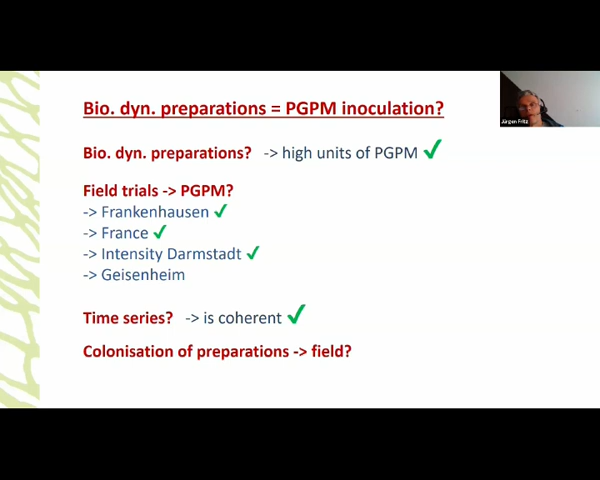 Bio. dyn. preparations = PGPM inoculation?
Jürgen Fritz
Bio. dyn. preparations? -> high units of PGPM ✓
Field trials -> PGPM?
-> Frankenhausen ✓
-> France ✓
-> Intensity Darmstadt ✓
-> Geisenheim
Time series? -> is coherent ✓
Colonisation of preparations -> field?